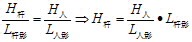 H杆/L杆影 = H人/L人影 ⇒ H杆 = H人/L人影 • L杆影